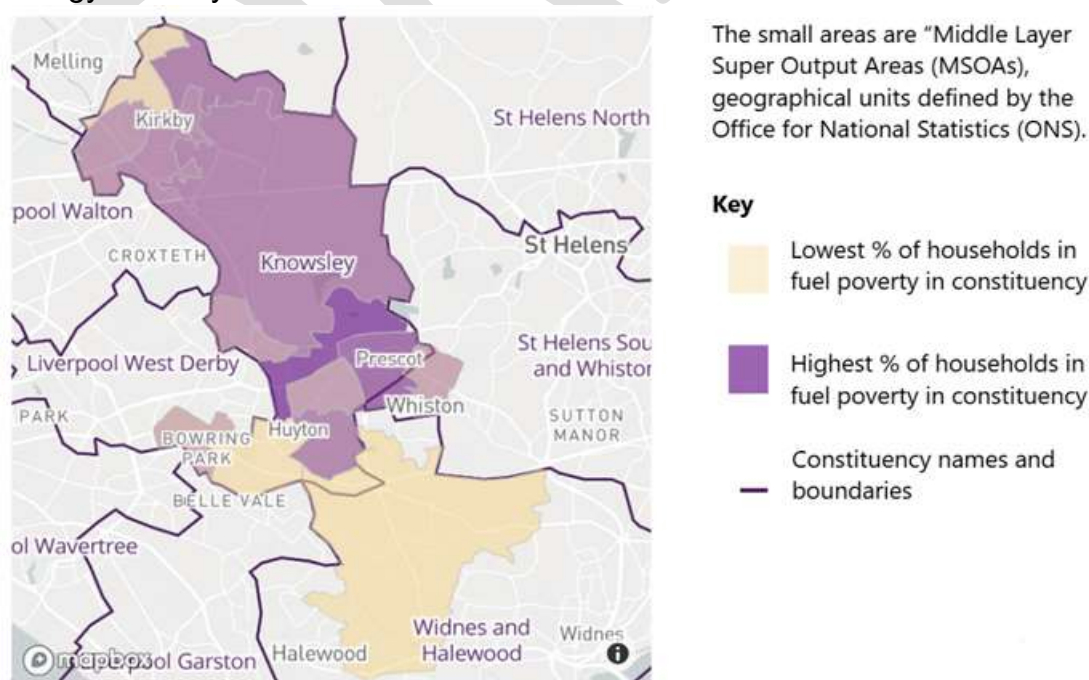 Melling
Kirkby
St Helens North
pool Walton
CROXTETH
St Helens
Knowsley
Liverpool West Derby
Prescot
St Helens Sou
and Whiston
PARK
Whiston
BOWRING
PARK
Huyton
SUTTON
MANOR
BELLE VALE
ol Wavertree
Widnes and
Halewood
Widnes
Halewood
mapbox
pool Garston
The small areas are “Middle Layer
Super Output Areas (MSOAs),
geographical units defined by the
Office for National Statistics (ONS).
Key
Lowest % of households in
fuel poverty in constituency
Highest % of households in
fuel poverty in constituency
Constituency names and
boundaries